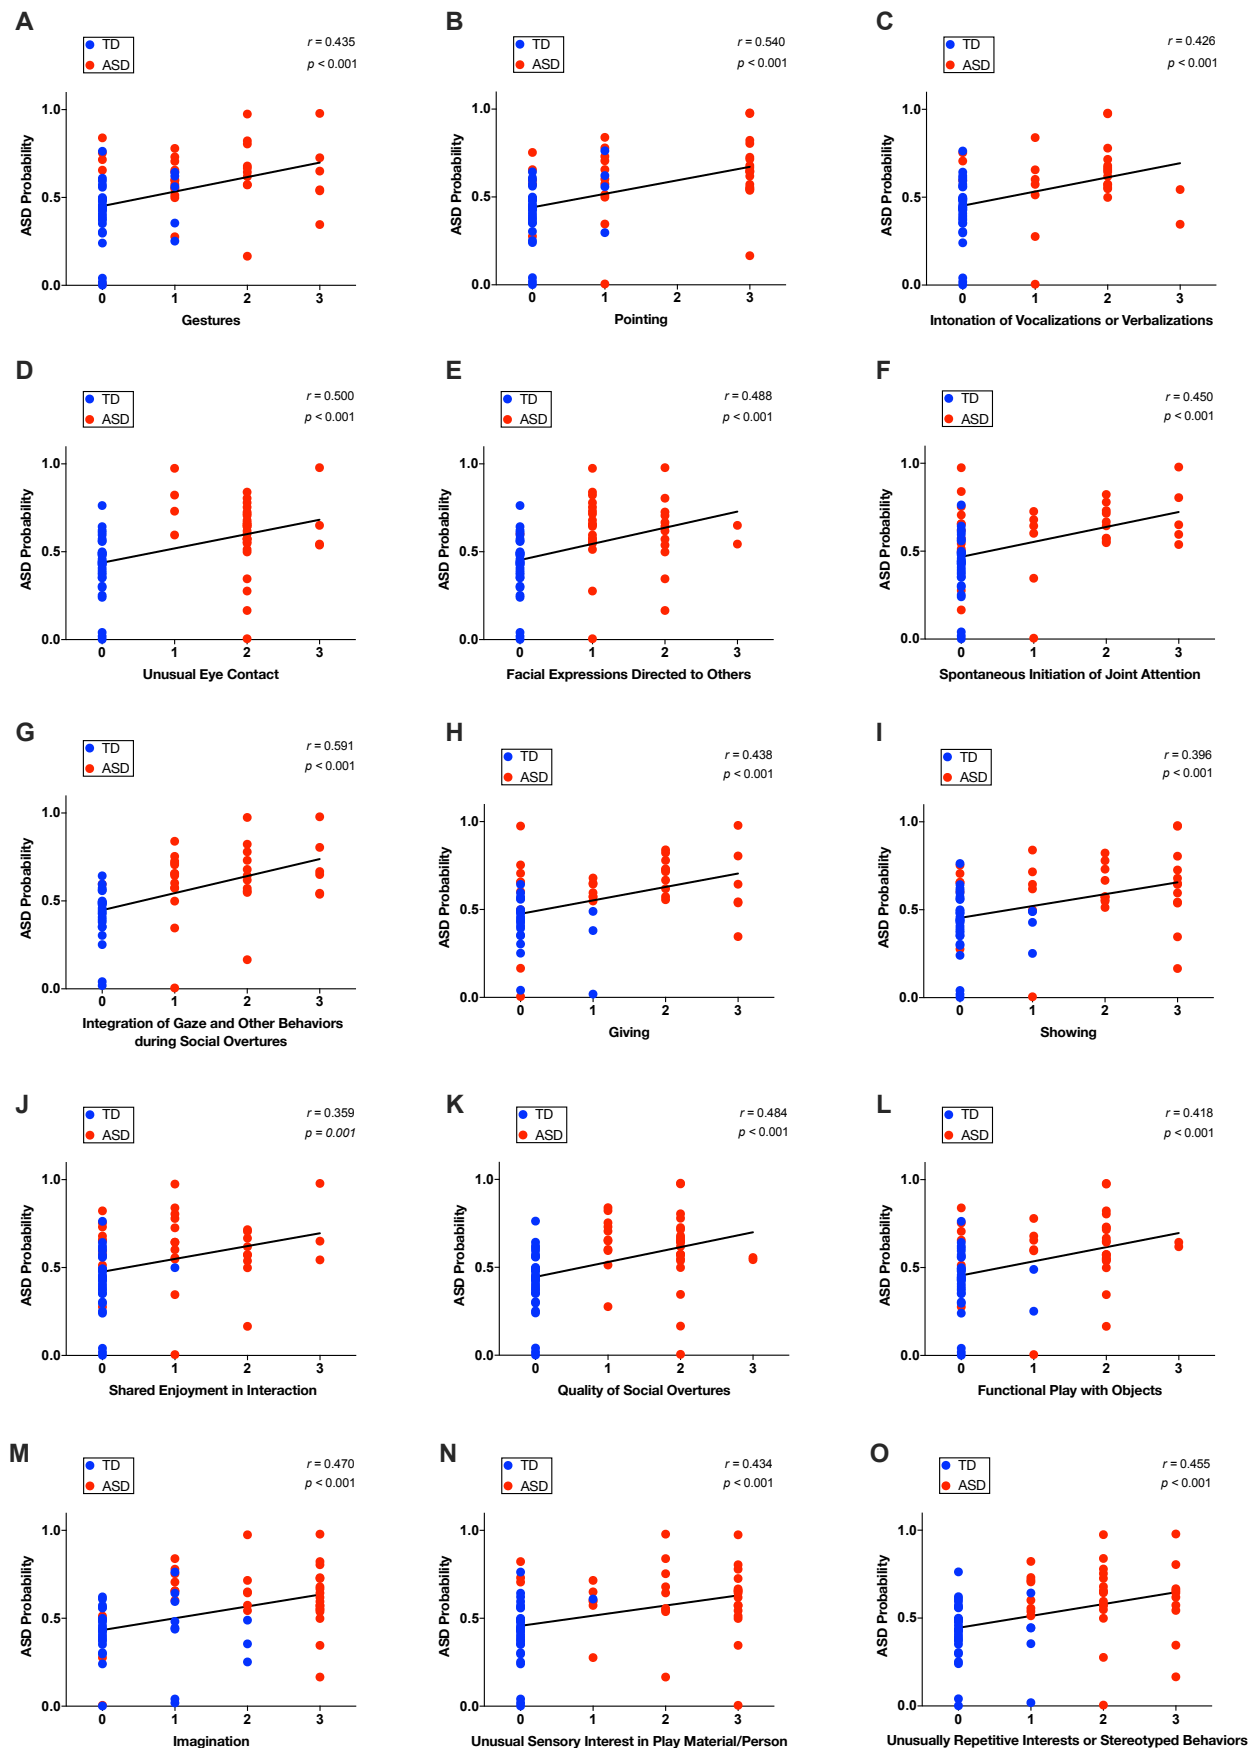 A
TD
ASD
r = 0.435
p < 0.001
1.0
0.5
0.0
ASD Probability
0 1 2 3
Gestures
B
TD
ASD
r = 0.540
p < 0.001
1.0
0.5
0.0
ASD Probability
0 1 2 3
Pointing
C
TD
ASD
r = 0.426
p < 0.001
1.0
0.5
0.0
ASD Probability
0 1 2 3
Intonation of Vocalizations or Verbalizations
D
TD
ASD
r = 0.500
p < 0.001
1.0
0.5
0.0
ASD Probability
0 1 2 3
Unusual Eye Contact
E
TD
ASD
r = 0.488
p < 0.001
1.0
0.5
0.0
ASD Probability
0 1 2 3
Facial Expressions Directed to Others
F
TD
ASD
r = 0.450
p < 0.001
1.0
0.5
0.0
ASD Probability
0 1 2 3
Spontaneous Initiation of Joint Attention
G
TD
ASD
r = 0.591
p < 0.001
1.0
0.5
0.0
ASD Probability
0 1 2 3
Integration of Gaze and Other Behaviors
during Social Overtures
H
TD
ASD
r = 0.438
p < 0.001
1.0
0.5
0.0
ASD Probability
0 1 2 3
Giving
I
TD
ASD
r = 0.396
p < 0.001
1.0
0.5
0.0
ASD Probability
0 1 2 3
Showing
J
TD
ASD
r = 0.359
p = 0.001
1.0
0.5
0.0
ASD Probability
0 1 2 3
Shared Enjoyment in Interaction
K
TD
ASD
r = 0.484
p < 0.001
1.0
0.5
0.0
ASD Probability
0 1 2 3
Quality of Social Overtures
L
TD
ASD
r = 0.418
p < 0.001
1.0
0.5
0.0
ASD Probability
0 1 2 3
Functional Play with Objects
M
TD
ASD
r = 0.470
p < 0.001
1.0
0.5
0.0
ASD Probability
0 1 2 3
Imagination
N
TD
ASD
r = 0.434
p < 0.001
1.0
0.5
0.0
ASD Probability
0 1 2 3
Unusual Sensory Interest in Play Material/Person
O
TD
ASD
r = 0.455
p < 0.001
1.0
0.5
0.0
ASD Probability
0 1 2 3
Unusually Repetitive Interests or Stereotyped Behaviors